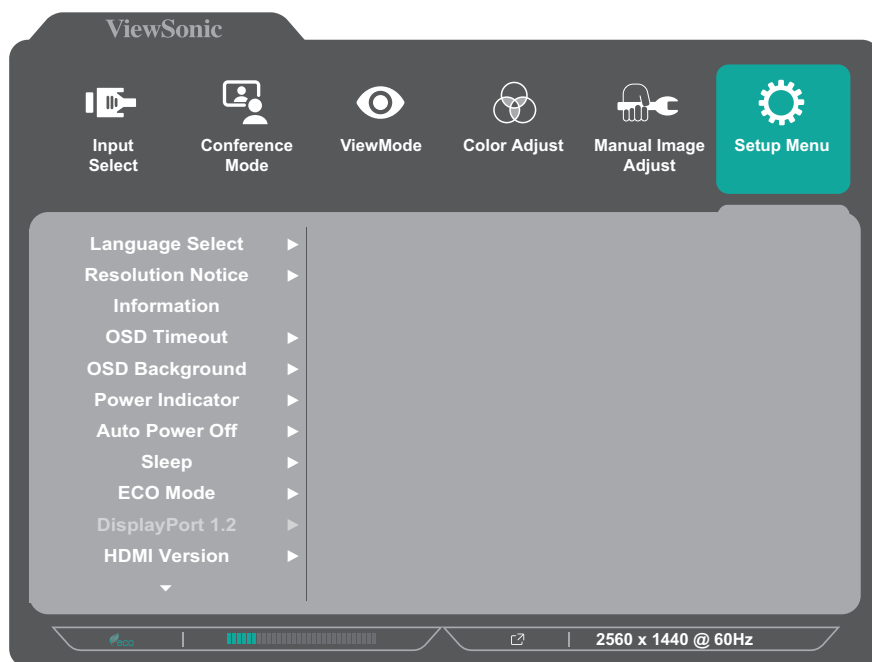 ViewSonic
Input
Select
Conference
Mode
ViewMode
Color Adjust
Manual Image
Adjust
Setup Menu
Language Select
Resolution Notice
Information
OSD Timeout
OSD Background
Power Indicator
Auto Power Off
Sleep
ECO Mode
DisplayPort 1.2
HDMI Version
eco
2560 x 1440 @ 60Hz